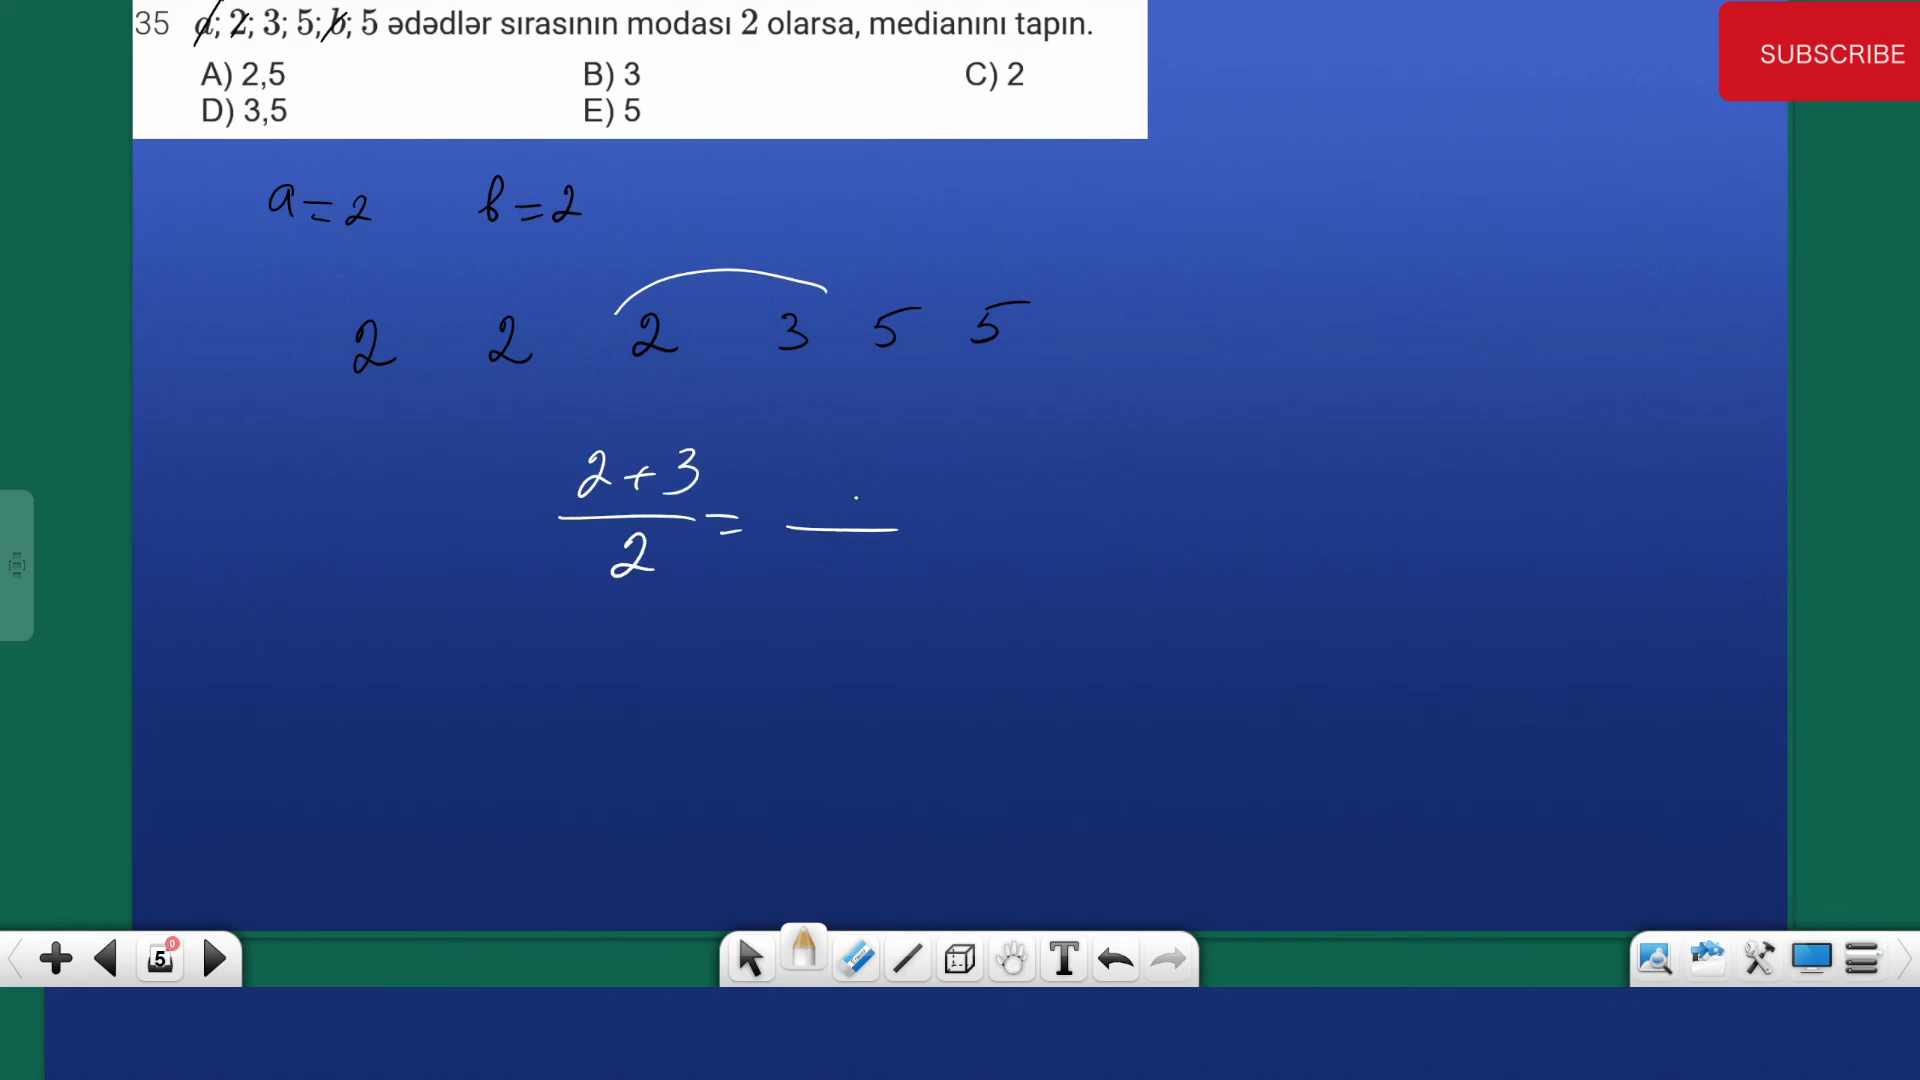 35 a; 2; 3; 5; b; 5 ədədlər sırasının modası 2 olarsa, medianını tapın.
A) 2,5 B) 3 C) 2
D) 3,5 E) 5
SUBSCRIBE
a=2 b=2
2 2 2 3 5 5
2+3
2
=
5
0
T